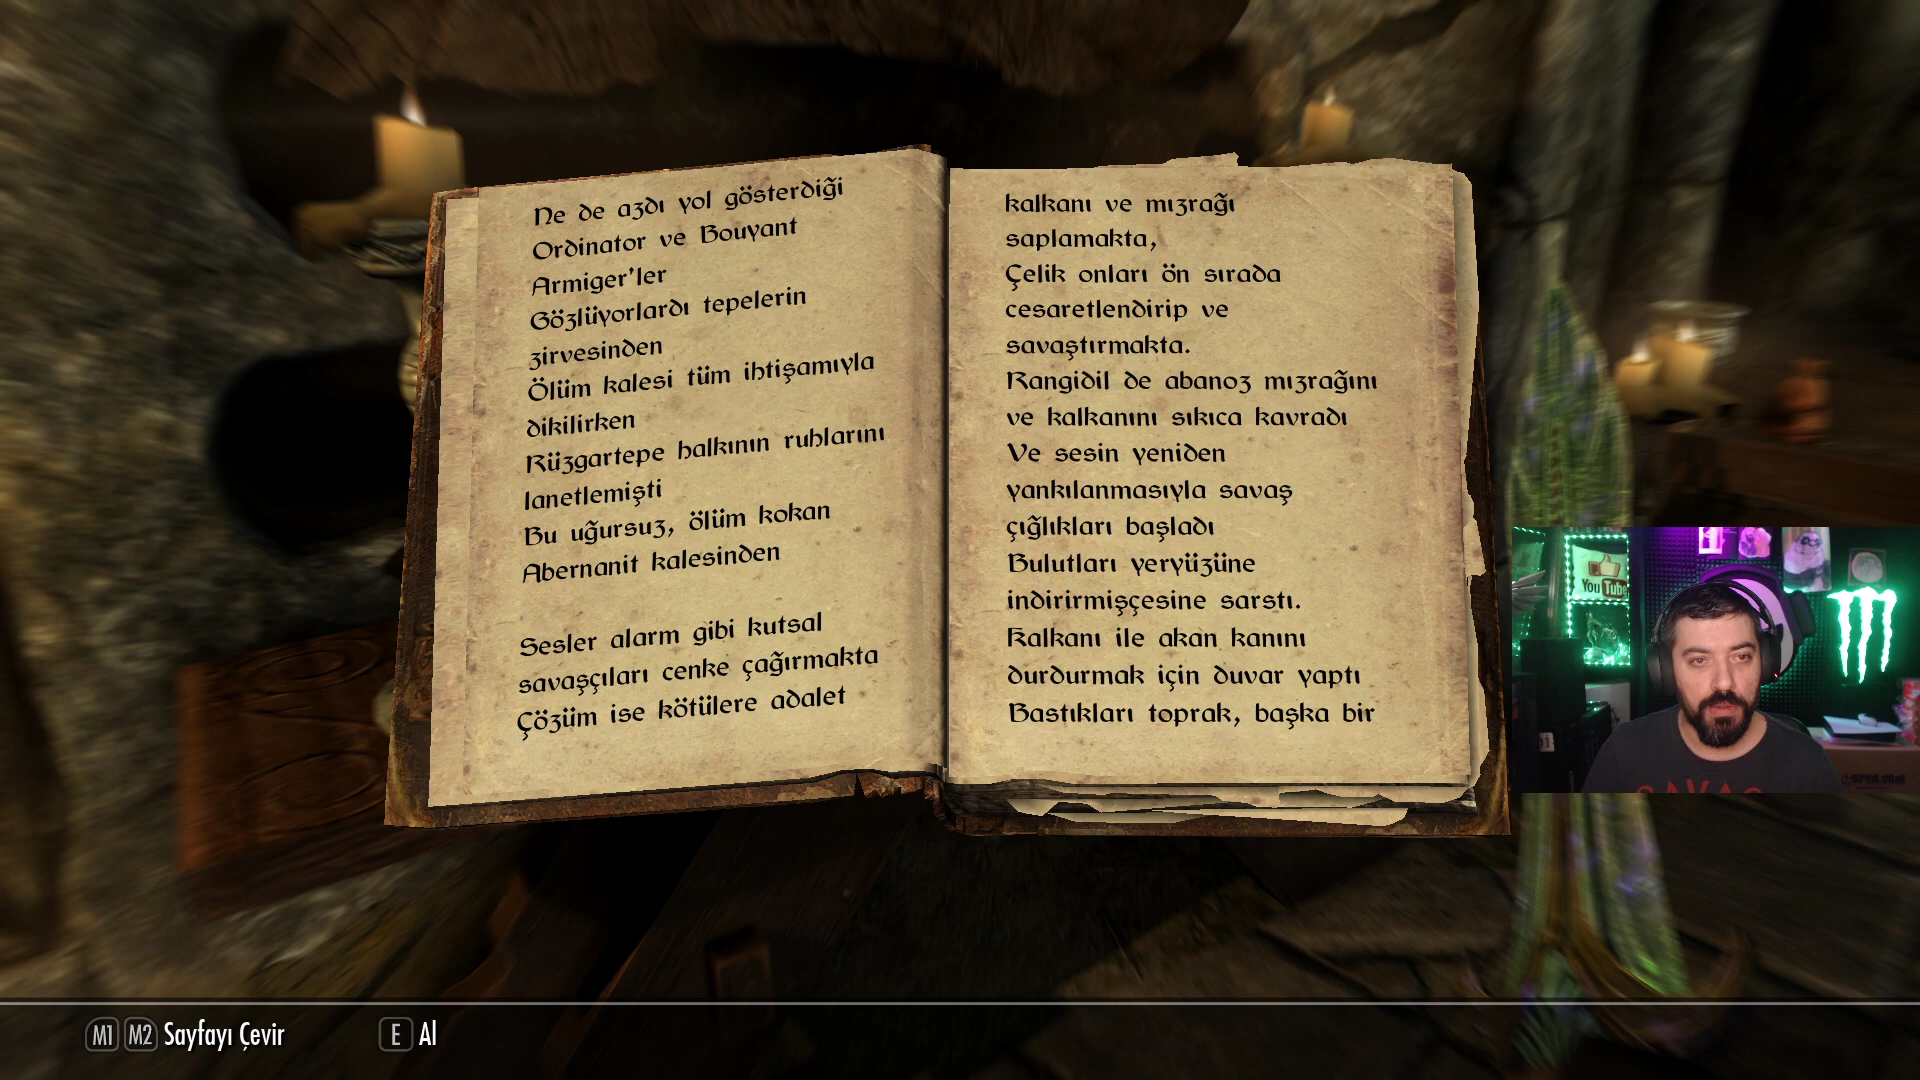 Ne de azdı yol gösterdiği
Ordinator ve Bouyant
Armiger'ler
Gözlüyorlardı tepelerin
zirvesinden
Ölüm kalesi tüm ihtişamıyla
dikilirken
Rüzgartepe halkının ruhlarını
lanetlemişti
Bu uğursuz, ölüm kokan
Abernanit kalesinden
Sesler alarm gibi kutsal
savaşçıları cenke çağırmakta
Çözüm ise kötülere adalet
kalkanı ve mızrağı
saplamakta,
Çelik onları ön sırada
cesaretlendirip ve
savaştırmakta.
Rangidil de abanoz mızrağını
ve kalkanını sıkıca kavradı
Ve sesin yeniden
yankılanmasıyla savaş
çığlıkları başladı
Bulutları yeryüzüne
indirirmişçesine sarstı.
Kalkanı ile akan kanını
durdurmak için duvar yaptı
Bastıkları toprak, başka bir
You Tube
M1 M2 Sayfayı Çevir
E Al